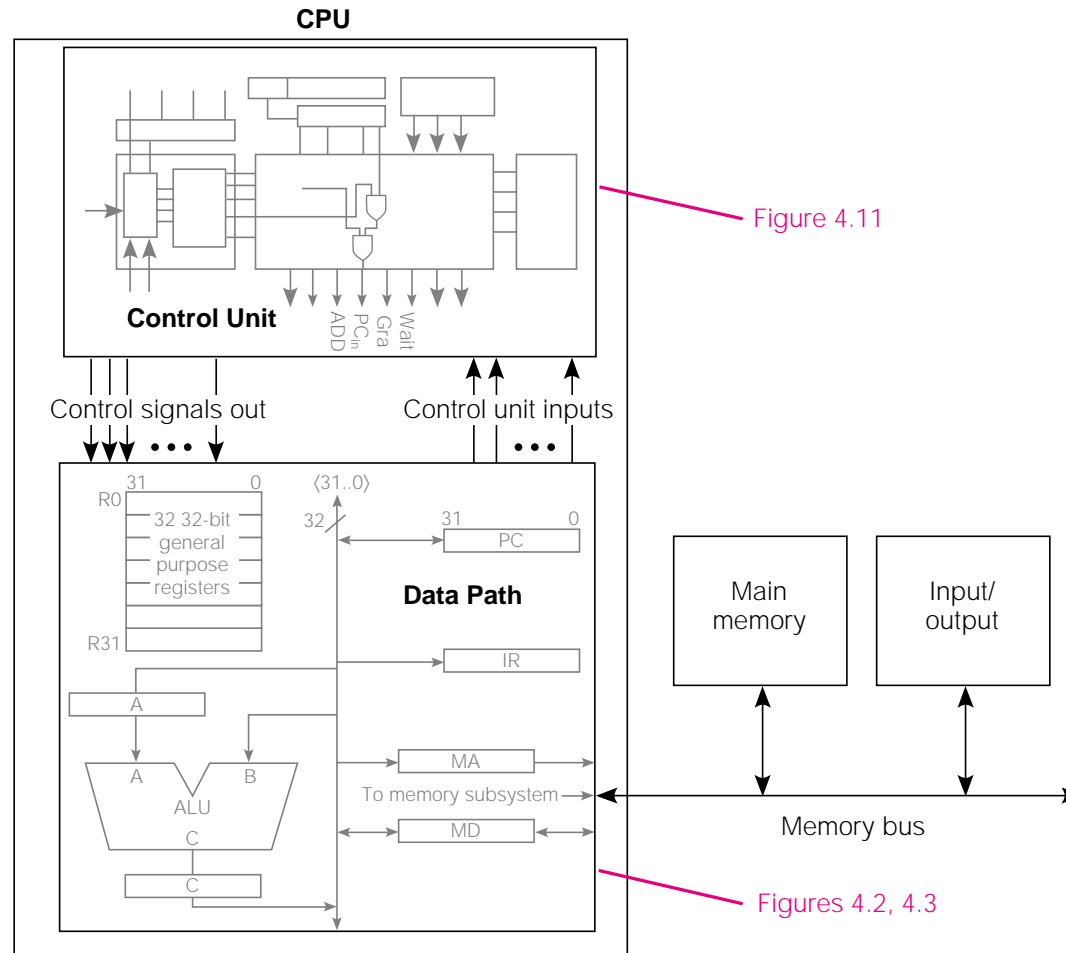 CPU
Figure 4.11
Control Unit
ADD
PCin
Gra
Wait
Control signals out
Control unit inputs
• • •
• • •
31 0
R0
32 32-bit
general
purpose
registers
R31
⟨31..0⟩
32
31 0
PC
Data Path
IR
A
A B
ALU
C
C
MA
To memory subsystem
MD
Main
memory
Input/
output
Memory bus
Figures 4.2, 4.3